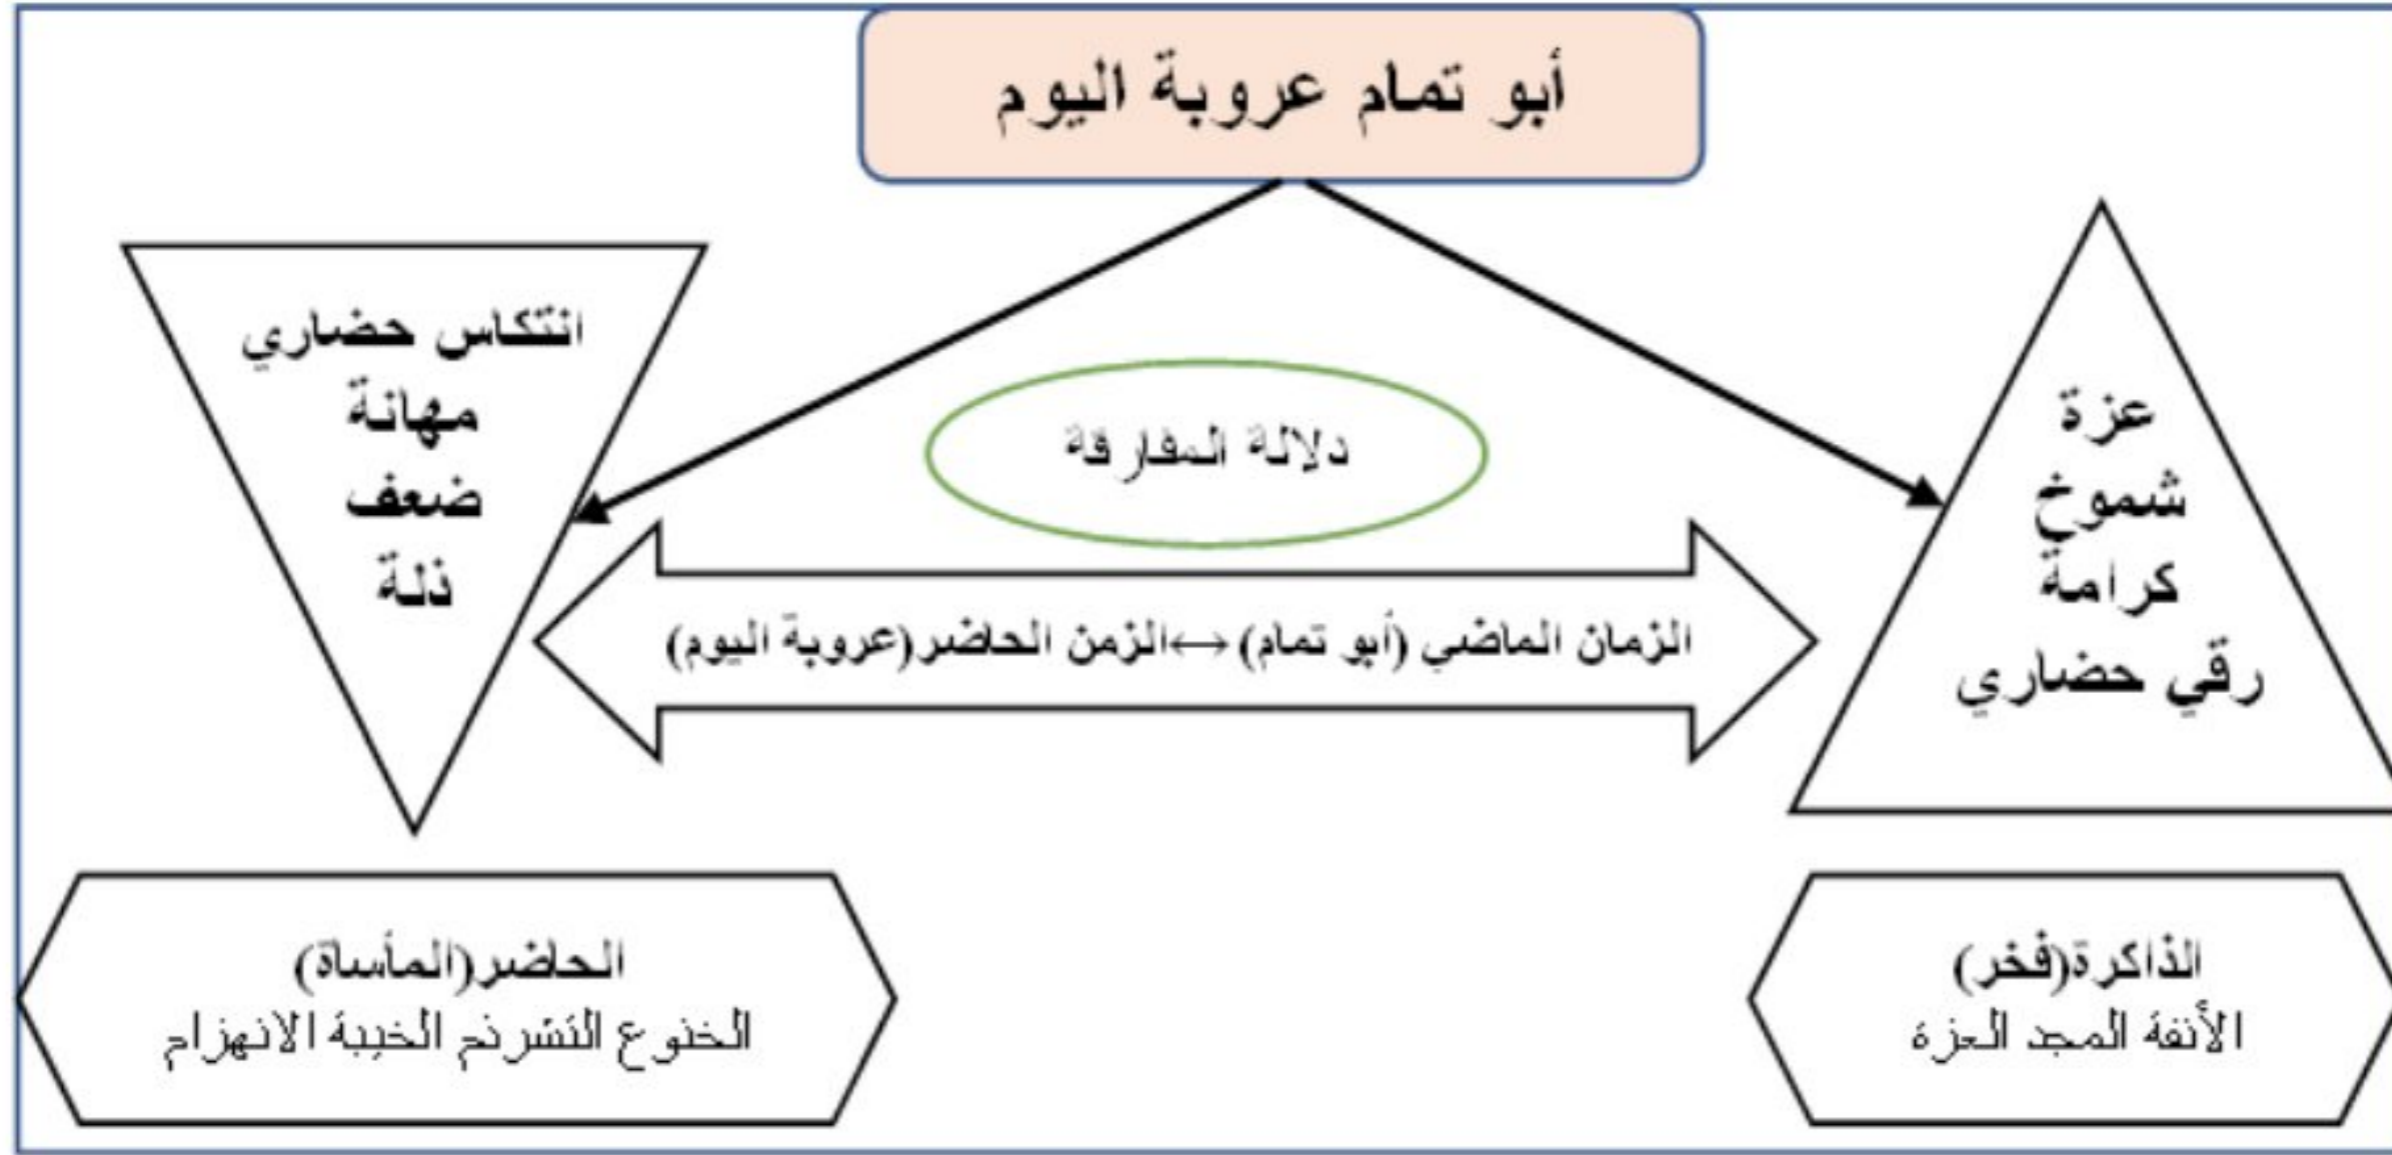 أبو تمام عروبة اليوم
عزة
شموخ
كرامة
رقي حضاري
دلالة المفارقة
انتكاس حضاري
مهانة
ضعف
ذلة
الزمان الماضي (أبو تمام)↔الزمن الحاضر(عروبة اليوم)
الذاكرة(فخر)
الأنفة المجد العزة
الحاضر(المأساة)
الخنوع التشرذم الخيبة الانهزام